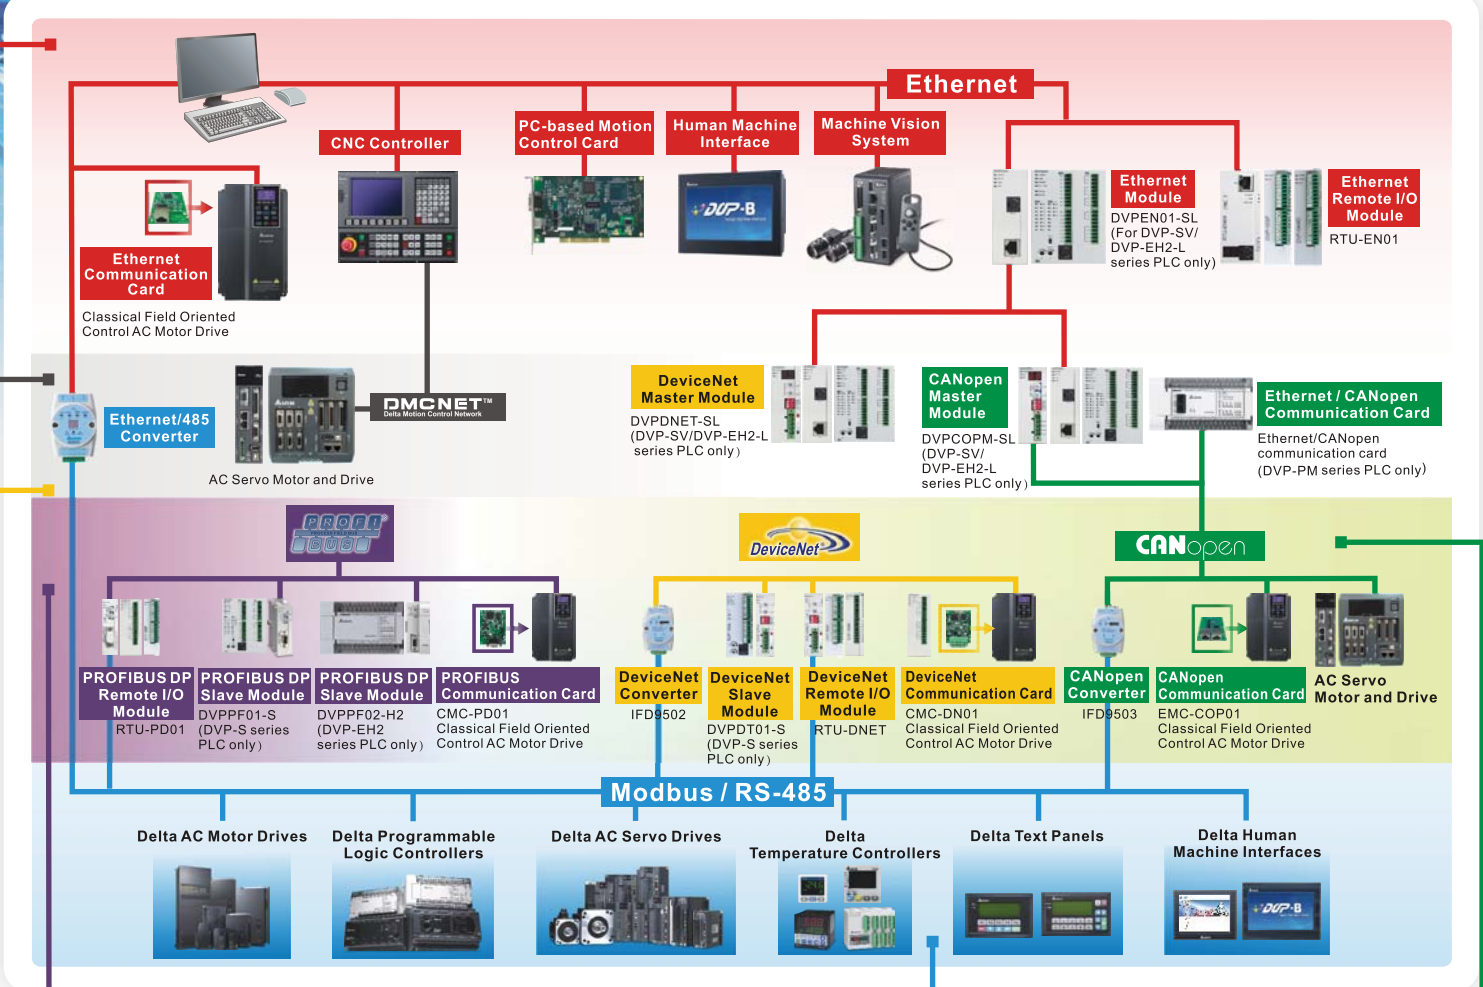 Ethernet
CNC Controller
PC-based Motion
Control Card
Human Machine
Interface
Machine Vision
System
Ethernet
Communication
Card
Classical Field Oriented
Control AC Motor Drive
DOP-B
Ethernet
Module
DVPEN01-SL
(For DVP-SV/
DVP-EH2-L
series PLC only)
Ethernet
Remote I/O
Module
RTU-EN01
Ethernet/485
Converter
AC Servo Motor and Drive
DMCNET™
Delta Motion Control Network
DeviceNet
Master Module
DVPDNET-SL
(DVP-SV/DVP-EH2-L
series PLC only)
CANopen
Master
Module
DVPCOPM-SL
(DVP-SV/
DVP-EH2-L
series PLC only)
Ethernet / CANopen
Communication Card
Ethernet/CANopen
communication card
(DVP-PM series PLC only)
PROFI®
PROCESS FIELD BUS
BUS
DeviceNet®
CANopen
PROFIBUS DP
Remote I/O
Module
RTU-PD01
PROFIBUS DP
Slave Module
DVPPF01-S
(DVP-S series
PLC only)
PROFIBUS DP
Slave Module
DVPPF02-H2
(DVP-EH2
series PLC only)
PROFIBUS
Communication Card
CMC-PD01
Classical Field Oriented
Control AC Motor Drive
DeviceNet
Converter
IFD9502
DeviceNet
Slave
Module
DVPDT01-S
(DVP-S series
PLC only)
DeviceNet
Remote I/O
Module
RTU-DNET
DeviceNet
Communication Card
CMC-DN01
Classical Field Oriented
Control AC Motor Drive
CANopen
Converter
IFD9503
CANopen
Communication Card
EMC-COP01
Classical Field Oriented
Control AC Motor Drive
AC Servo
Motor and Drive
Modbus / RS-485
Delta AC Motor Drives
Delta Programmable
Logic Controllers
Delta AC Servo Drives
Delta
Temperature Controllers
Delta Text Panels
Delta Human
Machine Interfaces
DOP-B